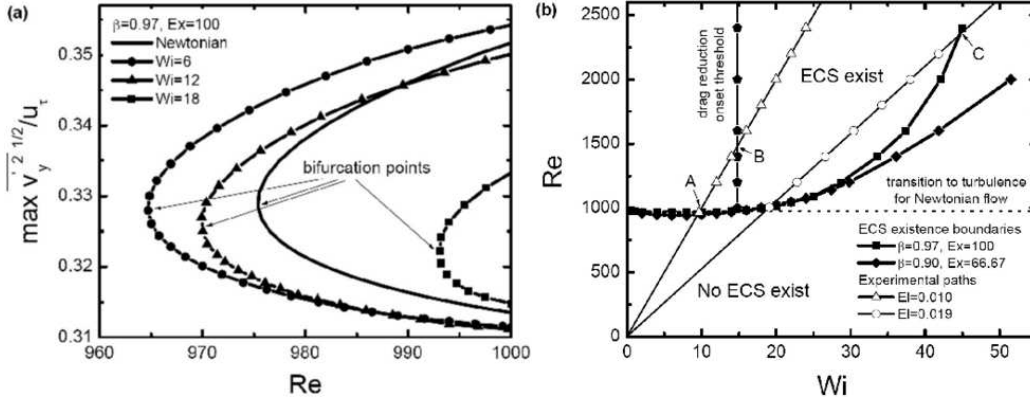 (a)
β=0.97, Ex=100
Newtonian
Wi=6
Wi=12
Wi=18
bifurcation points
max v'y² ^1/2/uτ
0.35
0.34
0.33
0.32
0.31
960 970 980 990 1000
Re
(b)
2500
2000
1500
1000
500
0
Re
drag reduction
onset threshold
ECS exist
C
B
A
transition to turbulence
for Newtonian flow
No ECS exist
ECS existence boundaries
β=0.97, Ex=100
β=0.90, Ex=66.67
Experimental paths
El=0.010
El=0.019
0 10 20 30 40 50
Wi